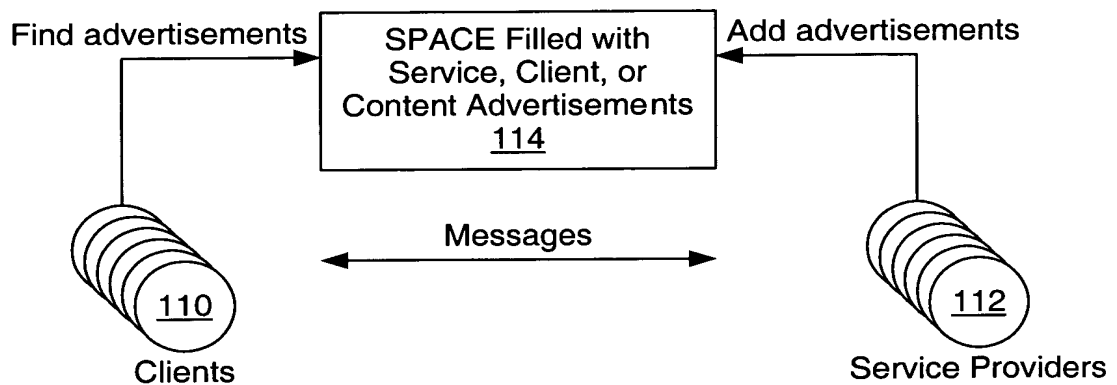 Find advertisements
SPACE Filled with
Service, Client, or
Content Advertisements
114
Add advertisements
Messages
110
Clients
112
Service Providers